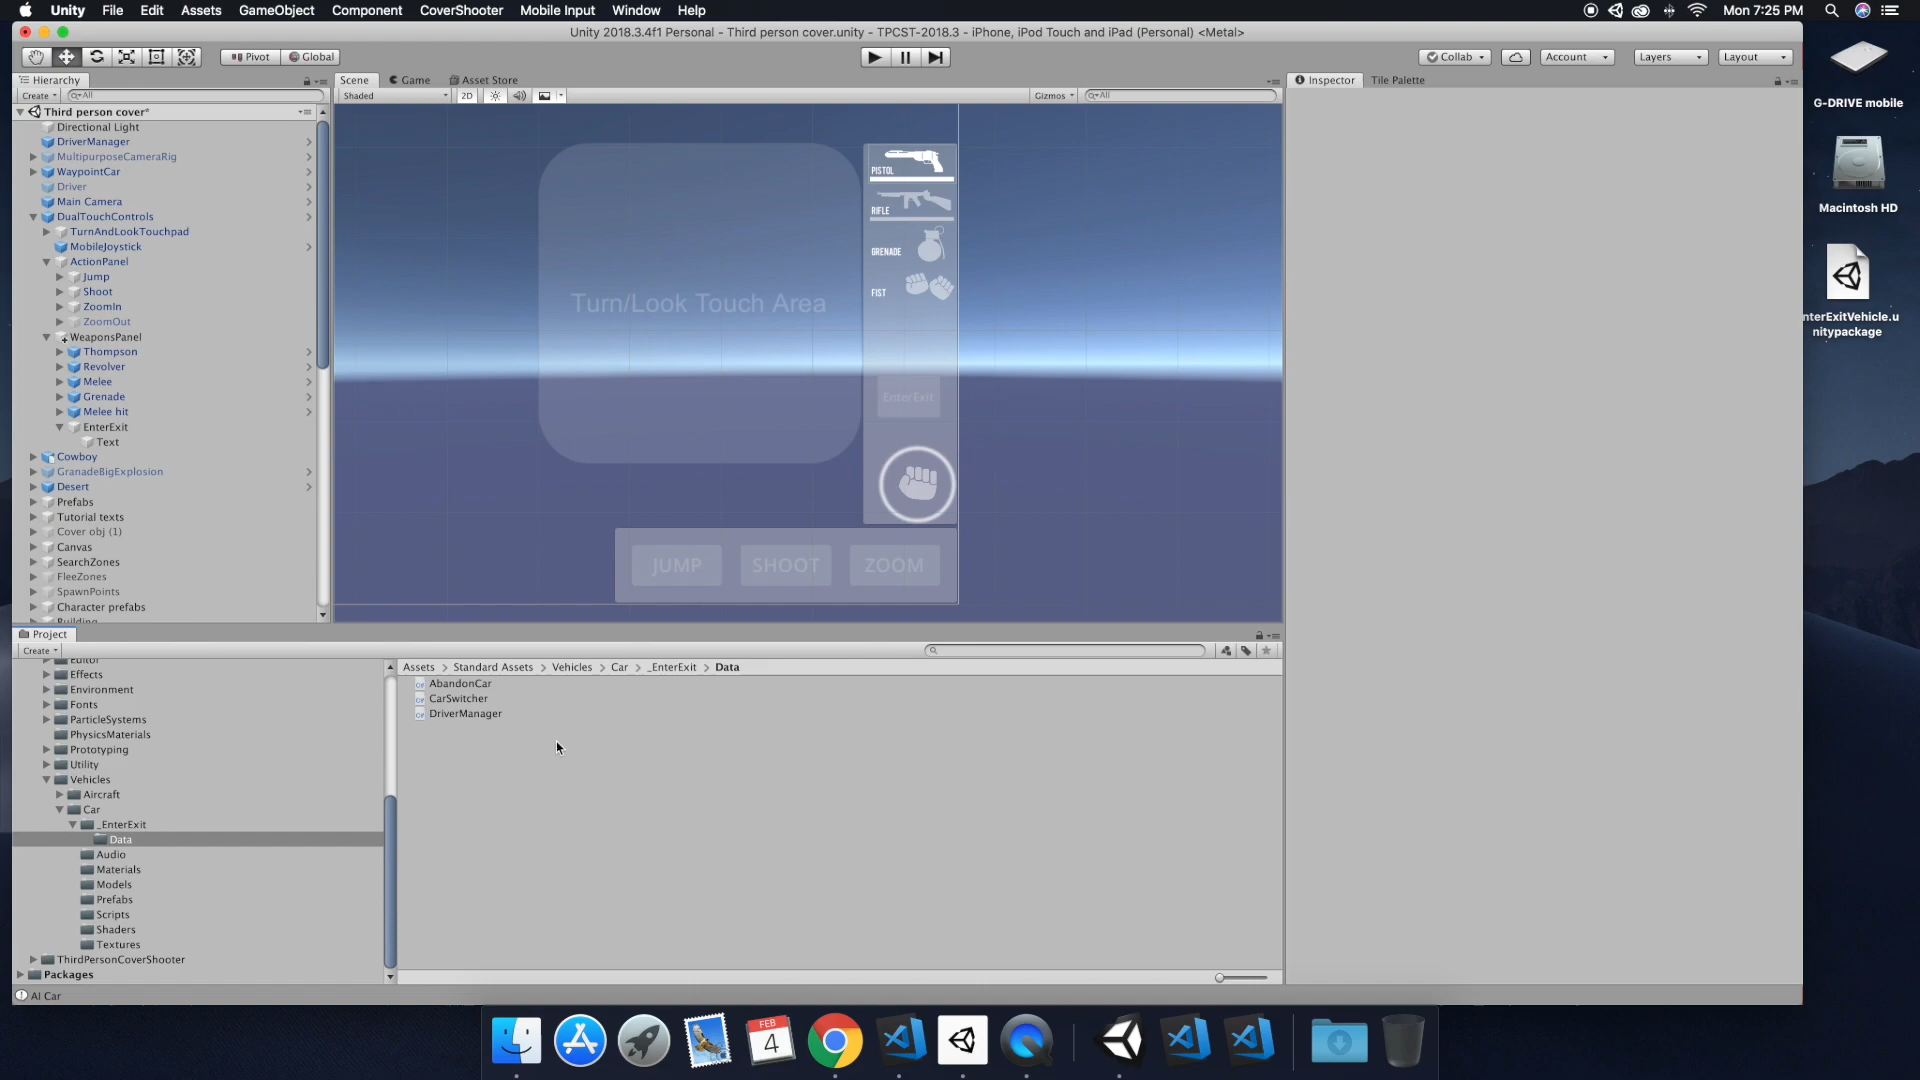 Unity File Edit Assets GameObject Component CoverShooter Mobile Input Window Help
Mon 7:25 PM
Unity 2018.3.4f1 Personal - Third person cover.unity - TPCST-2018.3 - iPhone, iPod Touch and iPad (Personal) <Metal>
Pivot Global
Collab Account Layers Layout
Hierarchy
Create All
Third person cover*
Directional Light
DriverManager
MultipurposeCameraRig
WaypointCar
Driver
Main Camera
DualTouchControls
TurnAndLookTouchpad
MobileJoystick
ActionPanel
Jump
Shoot
ZoomIn
ZoomOut
WeaponsPanel
Thompson
Revolver
Melee
Grenade
Melee hit
EnterExit
Text
Cowboy
GranadeBigExplosion
Desert
Prefabs
Tutorial texts
Cover obj (1)
Canvas
SearchZones
FleeZones
SpawnPoints
Character prefabs
Building
Scene Game Asset Store
Shaded 2D Gizmos All
Turn/Look Touch Area
PISTOL
RIFLE
GRENADE
FIST
EnterExit
JUMP SHOOT ZOOM
Inspector Tile Palette
G-DRIVE mobile
Macintosh HD
nterExitVehicle.u
nitypackage
Project
Create
Editor
Effects
Environment
Fonts
ParticleSystems
PhysicsMaterials
Prototyping
Utility
Vehicles
Aircraft
Car
_EnterExit
Data
Audio
Materials
Models
Prefabs
Scripts
Shaders
Textures
ThirdPersonCoverShooter
Packages
Assets > Standard Assets > Vehicles > Car > _EnterExit > Data
AbandonCar
CarSwitcher
DriverManager
AI Car
FEB
4